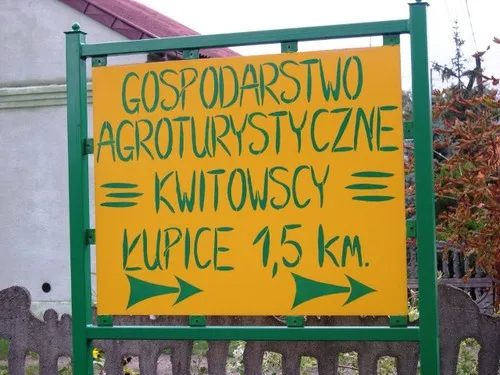 GOSPODARSTWO
AGROTURYSTYCZNE
KWITOWSCY
ŁUPICE 1,5 KM.